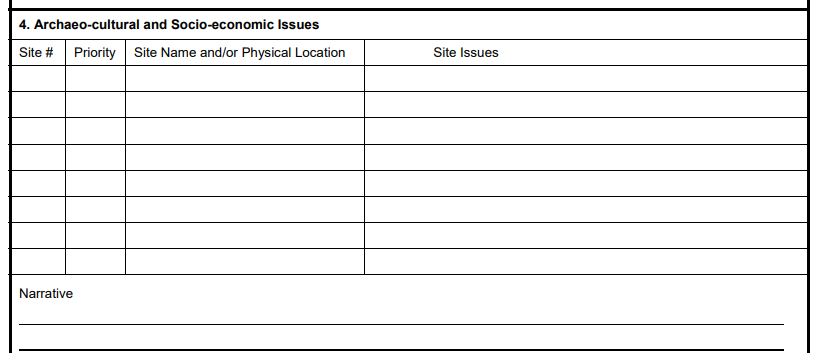 4. Archaeo-cultural and Socio-economic Issues
Site # Priority Site Name and/or Physical Location Site Issues
Narrative